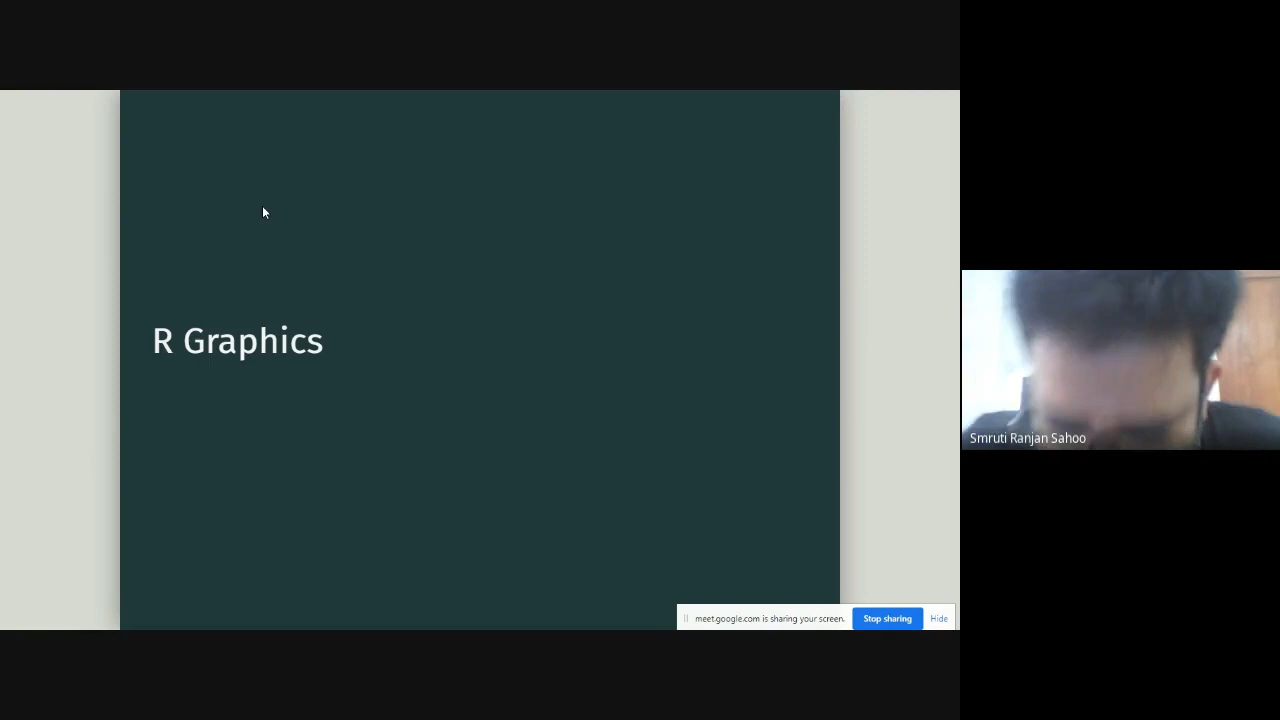 R Graphics
Smruti Ranjan Sahoo
meet.google.com is sharing your screen. Stop sharing Hide